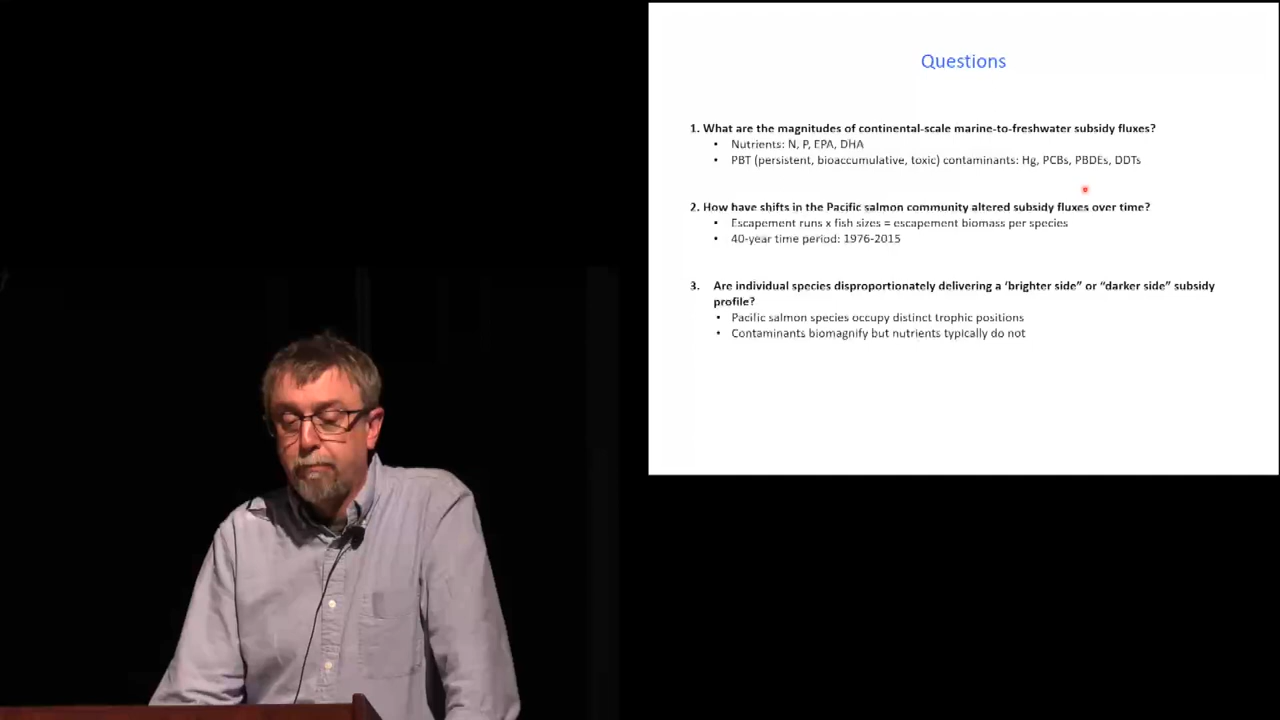 Questions
1. What are the magnitudes of continental-scale marine-to-freshwater subsidy fluxes?
• Nutrients: N, P, EPA, DHA
• PBT (persistent, bioaccumulative, toxic) contaminants: Hg, PCBs, PBDEs, DDTs
2. How have shifts in the Pacific salmon community altered subsidy fluxes over time?
• Escapement runs x fish sizes = escapement biomass per species
• 40-year time period: 1976-2015
3. Are individual species disproportionately delivering a ‘brighter side” or “darker side” subsidy
profile?
• Pacific salmon species occupy distinct trophic positions
• Contaminants biomagnify but nutrients typically do not